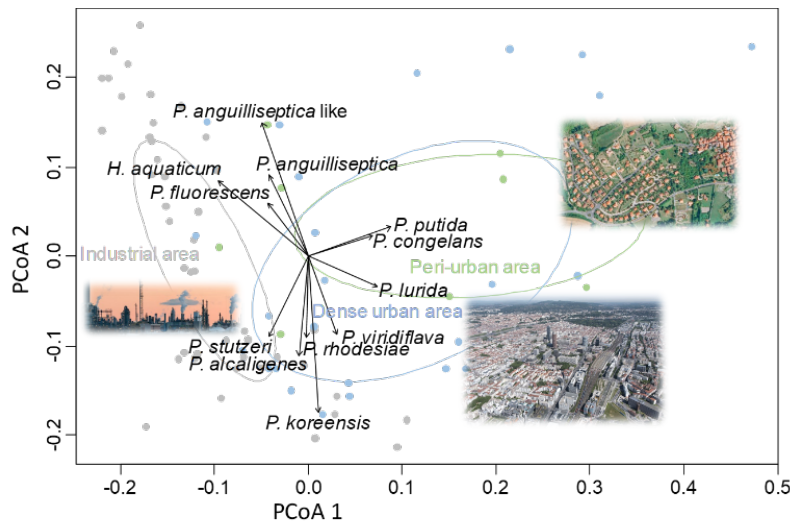 P. anguilliseptica like
H. aquaticum
P. anguilliseptica
P. fluorescens
P. putida
P. congelans
Industrial area
Peri-urban area
P. lurida
Dense urban area
P. viridiflava
P. stutzeri
P. rhodesiae
P. alcaligenes
P. koreensis
PCoA 2
0.2
0.1
0.0
-0.1
-0.2
-0.2
-0.1
0.0
0.1
0.2
0.3
0.4
0.5
PCoA 1